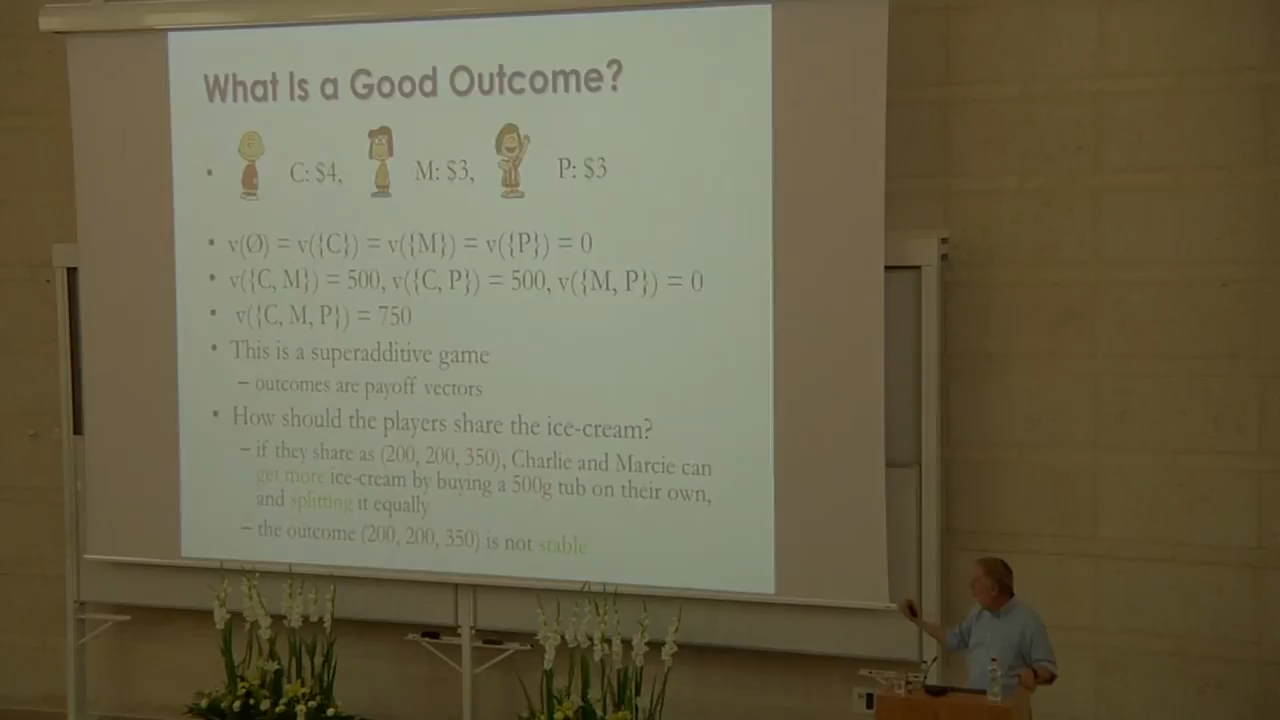 What Is a Good Outcome?
• C: $4, M: $3, P: $3
• v(Ø) = v({C}) = v({M}) = v({P}) = 0
• v({C, M}) = 500, v({C, P}) = 500, v({M, P}) = 0
• v({C, M, P}) = 750
• This is a superadditive game
– outcomes are payoff vectors
• How should the players share the ice-cream?
– if they share as (200, 200, 350), Charlie and Marcie can
get more ice-cream by buying a 500g tub on their own,
and splitting it equally
– the outcome (200, 200, 350) is not stable